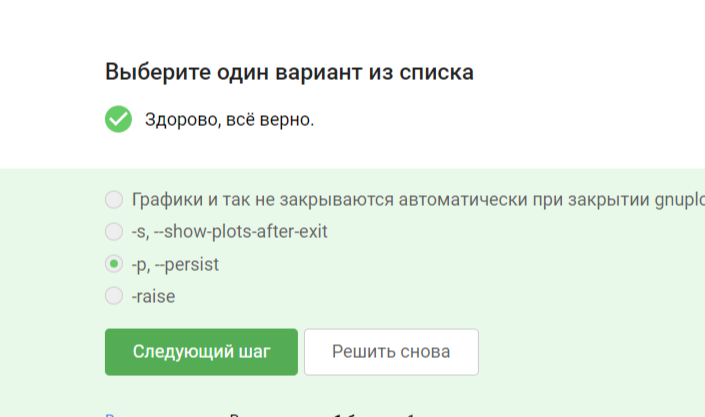 Выберите один вариант из списка
Здорово, всё верно.
Графики и так не закрываются автоматически при закрытии
-s, --show-plots-after-exit
-p, --persist
-raise
Следующий шаг
Решить снова